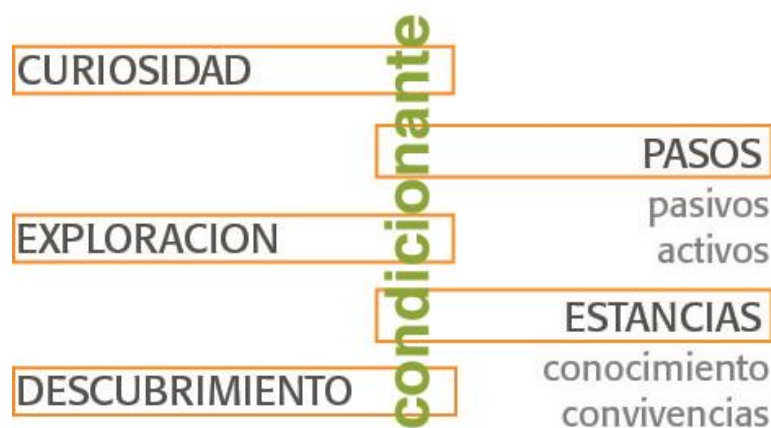 CURIOSIDAD
EXPLORACION
DESCUBRIMIENTO
condicionante
PASOS
pasivos
activos
ESTANCIAS
conocimiento
convivencias